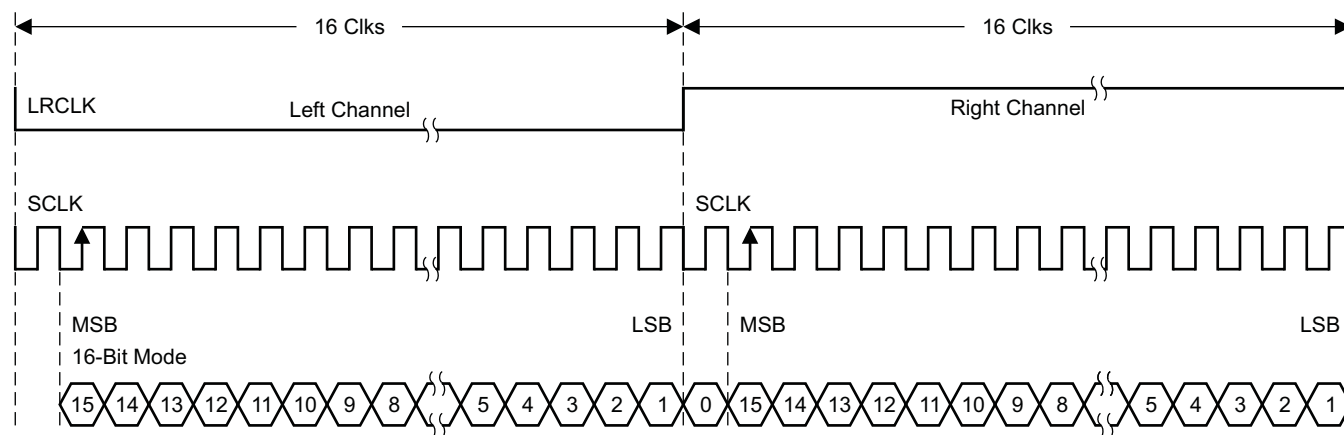 16 Clks 16 Clks
LRCLK Left Channel Right Channel
SCLK SCLK
MSB LSB MSB LSB
16-Bit Mode
15 14 13 12 11 10 9 8 5 4 3 2 1 0 15 14 13 12 11 10 9 8 5 4 3 2 1